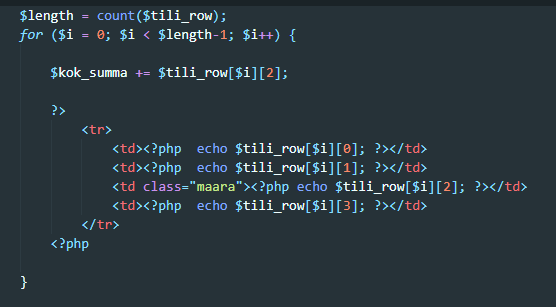 $length = count($tili_row);
for ($i = 0; $i < $length-1; $i++) {
$kok_summa += $tili_row[$i][2];
?>
<tr>
<td><?php  echo $tili_row[$i][0]; ?></td>
<td><?php  echo $tili_row[$i][1]; ?></td>
<td class="maara"><?php echo $tili_row[$i][2]; ?></td>
<td><?php  echo $tili_row[$i][3]; ?></td>
</tr>
<?php
}